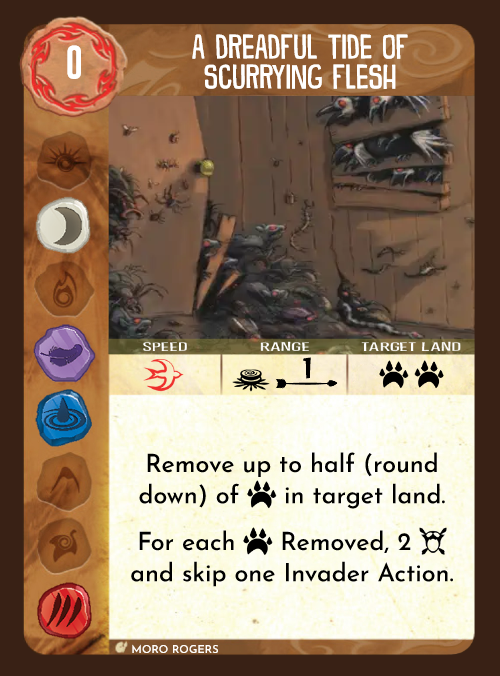 0
A DREADFUL TIDE OF
SCURRYING FLESH
SPEED RANGE TARGET LAND
1
Remove up to half (round
down) of in target land.
For each Removed, 2
and skip one Invader Action.
MORO ROGERS